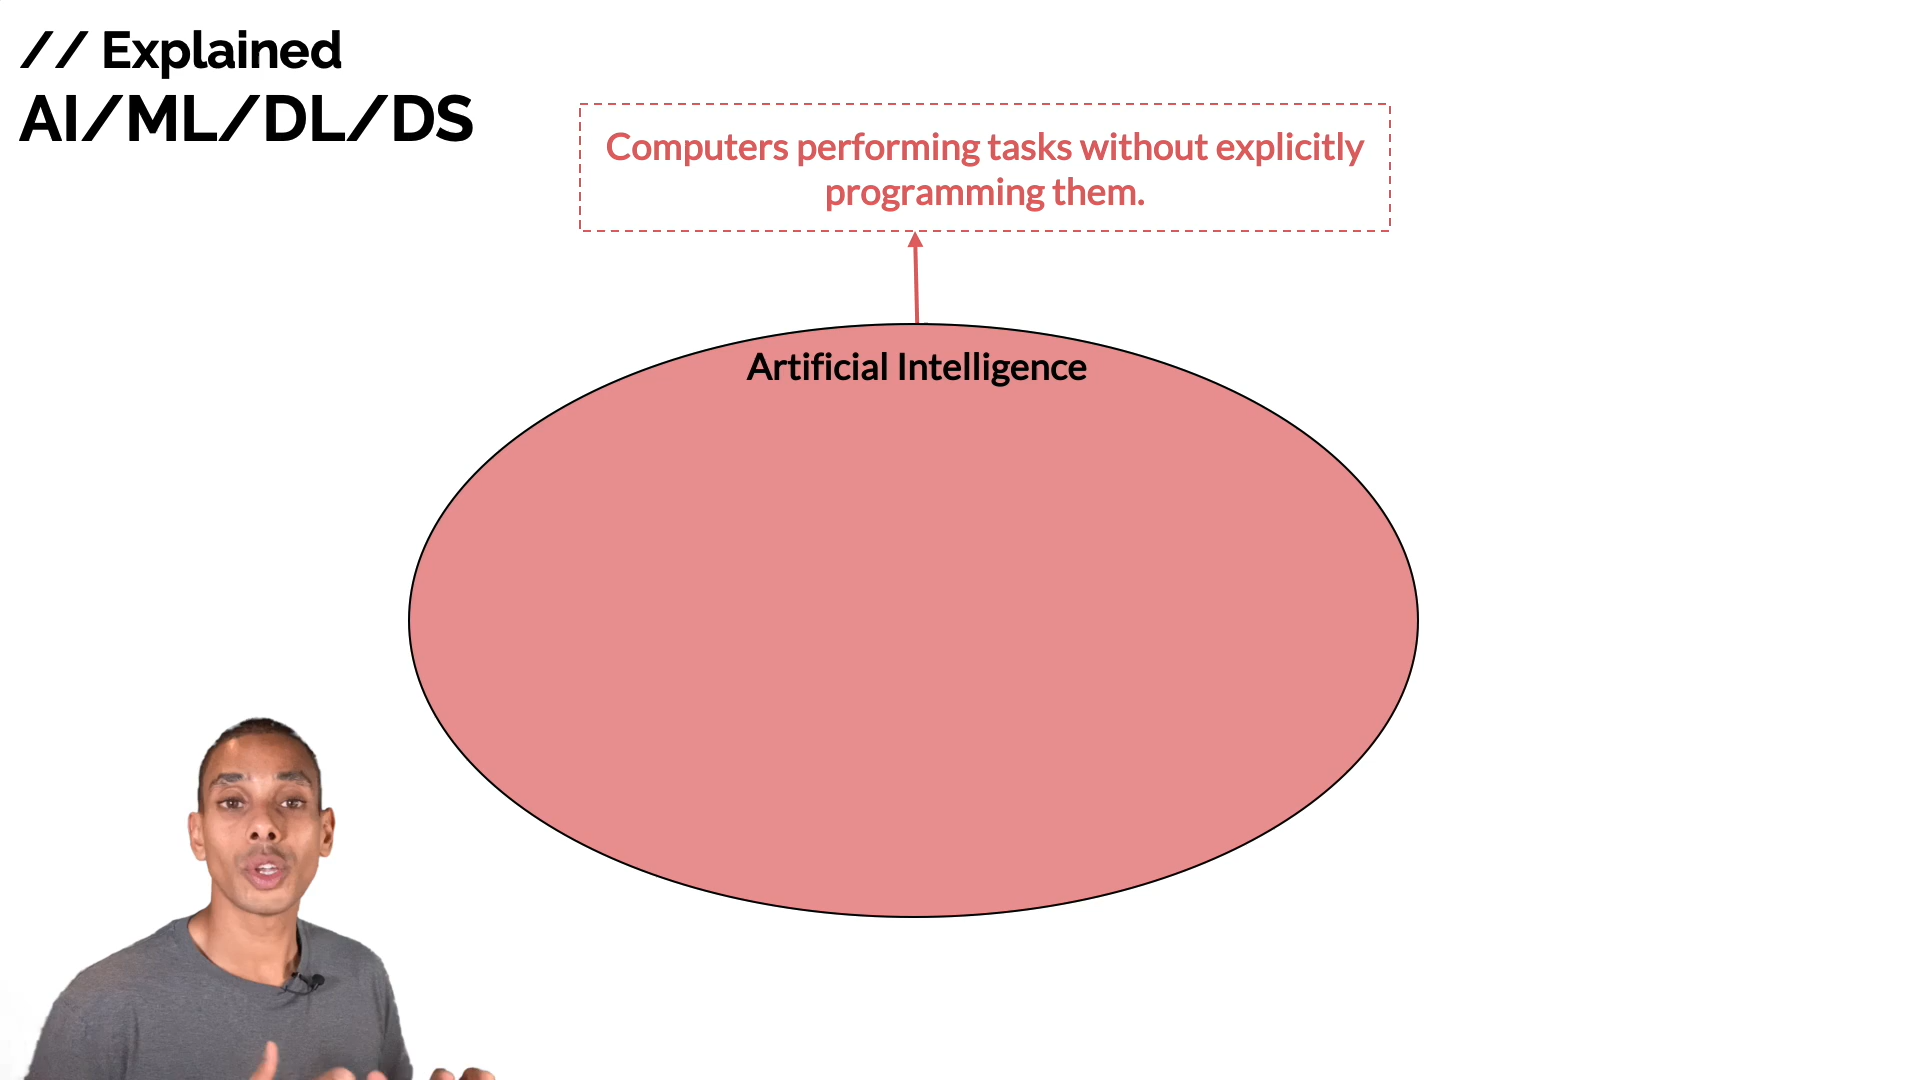 // Explained
AI/ML/DL/DS
Computers performing tasks without explicitly
programming them.
Artificial Intelligence